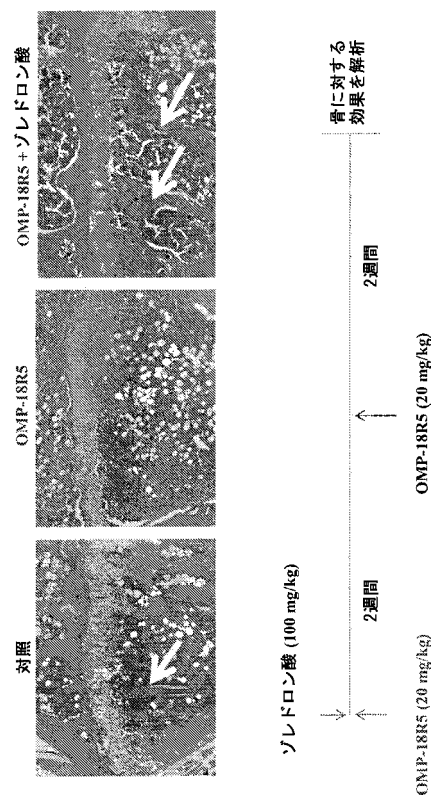 対照
OMP-18R5
OMP-18R5 + ゾレドロン酸
ゾレドロン酸 (100 mg/kg)
2週間
2週間
骨に対する
効果を解析
OMP-18R5 (20 mg/kg)
OMP-18R5 (20 mg/kg)